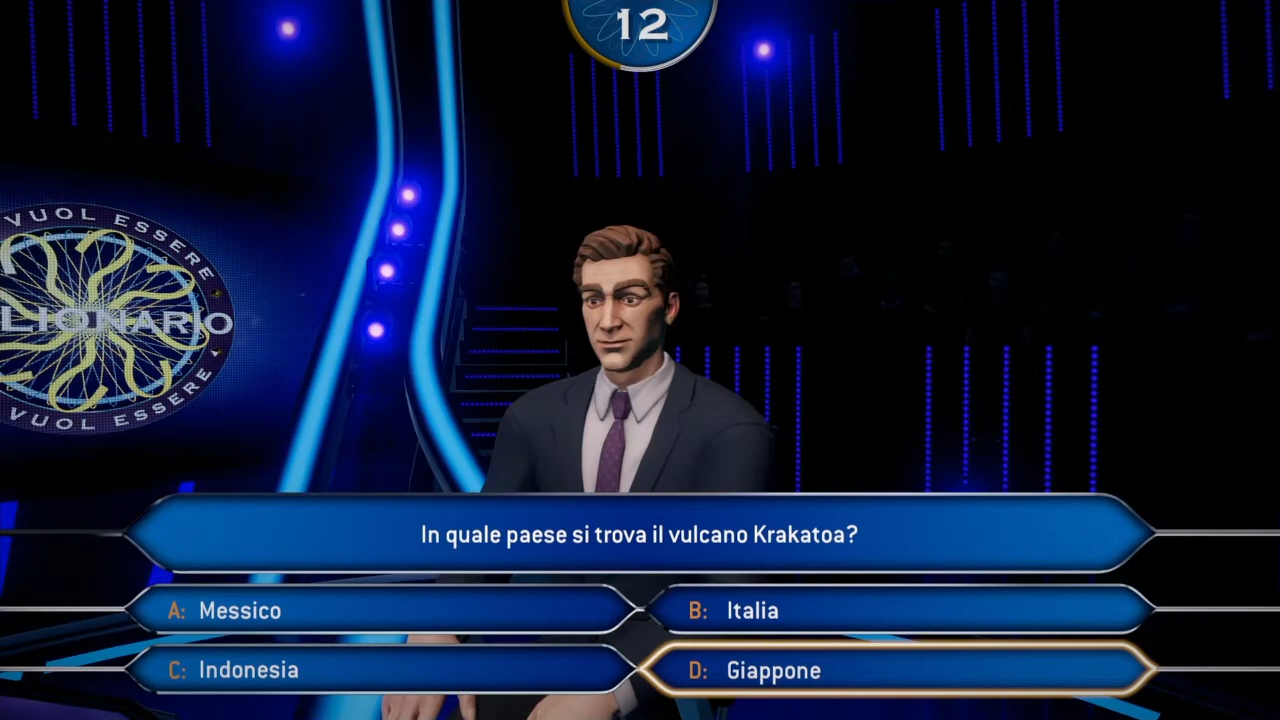 12
VUOL ESSERE
LIONARIO
VUOL ESSERE
In quale paese si trova il vulcano Krakatoa?
A: Messico
B: Italia
C: Indonesia
D: Giappone